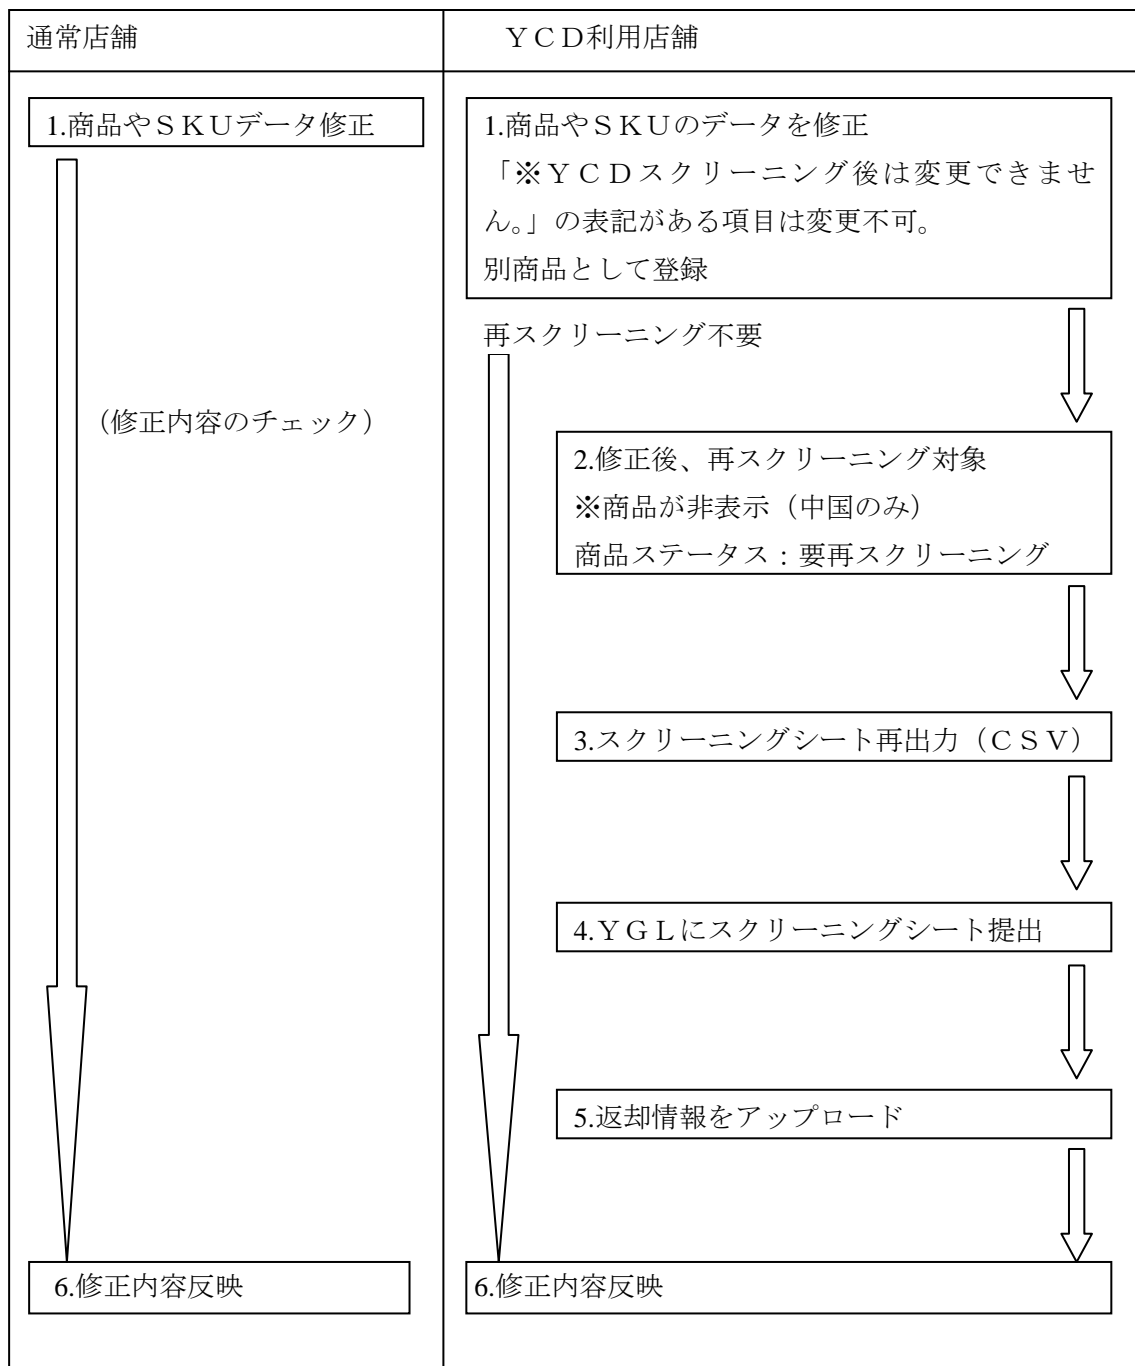 通常店舗
ＹＣＤ利用店舗
1.商品やＳＫＵデータ修正
（修正内容のチェック）
6.修正内容反映
1.商品やＳＫＵのデータを修正
「※ＹＣＤスクリーニング後は変更できませ
ん。」の表記がある項目は変更不可。
別商品として登録
再スクリーニング不要
2.修正後、再スクリーニング対象
※商品が非表示（中国のみ）
商品ステータス：要再スクリーニング
3.スクリーニングシート再出力（ＣＳＶ）
4.ＹＧＬにスクリーニングシート提出
5.返却情報をアップロード
6.修正内容反映